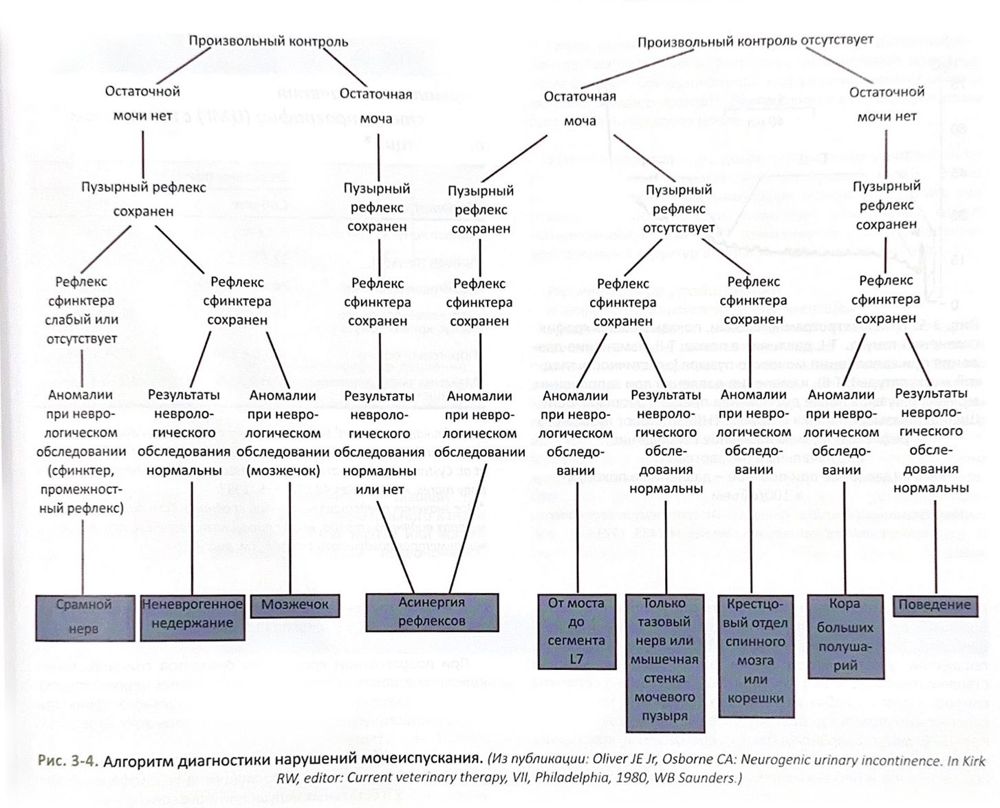 Произвольный контроль
Произвольный контроль отсутствует
Остаточной
мочи нет
Остаточная
моча
Остаточная
моча
Остаточной
мочи нет
Пузырный рефлекс
сохранен
Пузырный
рефлекс
сохранен
Пузырный
рефлекс
сохранен
Пузырный
рефлекс
отсутствует
Пузырный
рефлекс
сохранен
Рефлекс
сфинктера
слабый или
отсутствует
Рефлекс
сфинктера
сохранен
Рефлекс
сфинктера
сохранен
Рефлекс
сфинктера
сохранен
Рефлекс
сфинктера
сохранен
Рефлекс
сфинктера
сохранен
Рефлекс
сфинктера
сохранен
Аномалии
при невро-
логическом
обследовании
(сфинктер,
промежност-
ный рефлекс)
Результаты
невроло-
гического
обследования
нормальны
Аномалии
при невро-
логическом
обследовании
(мозжечок)
Результаты
невроло-
гического
обследования
нормальны
или нет
Аномалии
при невро-
логическом
обследовании
Аномалии
при невро-
логическом
обследо-
вании
Результаты
невроло-
гического
обсле-
дования
нормальны
Аномалии
при невро-
логическом
обследо-
вании
Аномалии
при невро-
логическом
обследо-
вании
Результаты
невроло-
гического
обсле-
дования
нормальны
Срамной
нерв
Неневрогенное
недержание
Мозжечок
Асинергия
рефлексов
От моста
до
сегмента
L7
Только
тазовый
нерв или
мышечная
стенка
мочевого
пузыря
Крестцо-
вый отдел
спинного
мозга
или
корешки
Кора
больших
полуша-
рий
Поведение
Рис. 3-4. Алгоритм диагностики нарушений мочеиспускания. (Из публикации: Oliver JE Jr, Osborne CA: Neurogenic urinary incontinence. In Kirk
RW, editor: Current veterinary therapy, VII, Philadelphia, 1980, WB Saunders.)